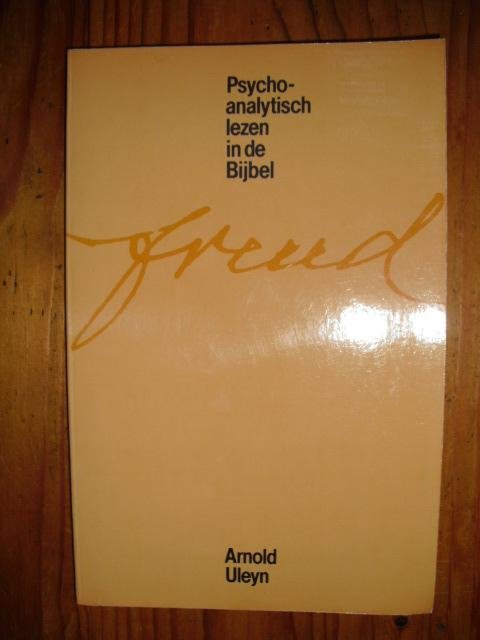 Psycho-
analytisch
lezen
in de
Bijbel
freud
Arnold
Uleyn